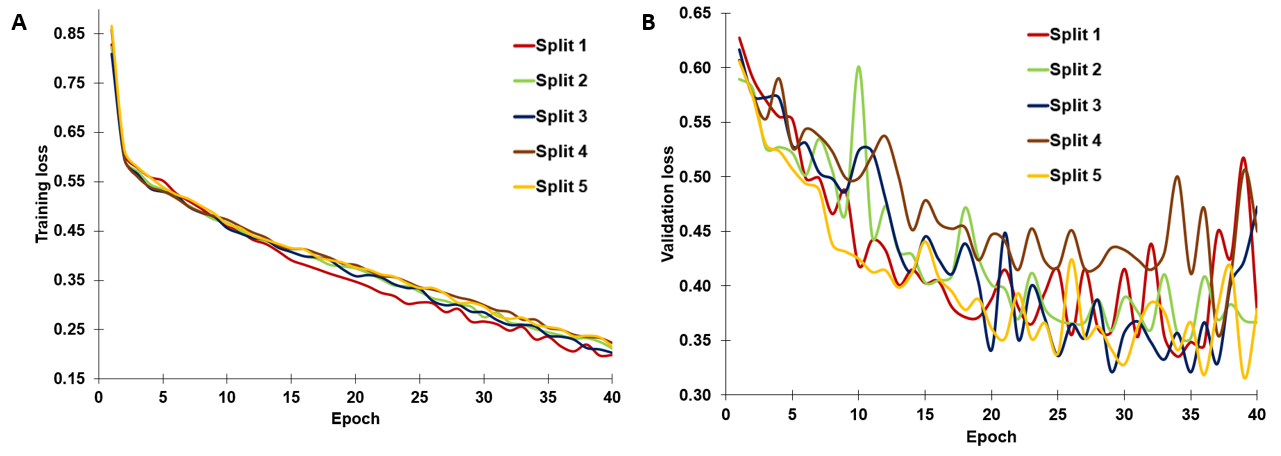 A
Training loss
0.85
0.75
0.65
0.55
0.45
0.35
0.25
0.15
0 5 10 15 20 25 30 35 40
Epoch
Split 1
Split 2
Split 3
Split 4
Split 5
B
Validation loss
0.65
0.60
0.55
0.50
0.45
0.40
0.35
0.30
0 5 10 15 20 25 30 35 40
Epoch
Split 1
Split 2
Split 3
Split 4
Split 5